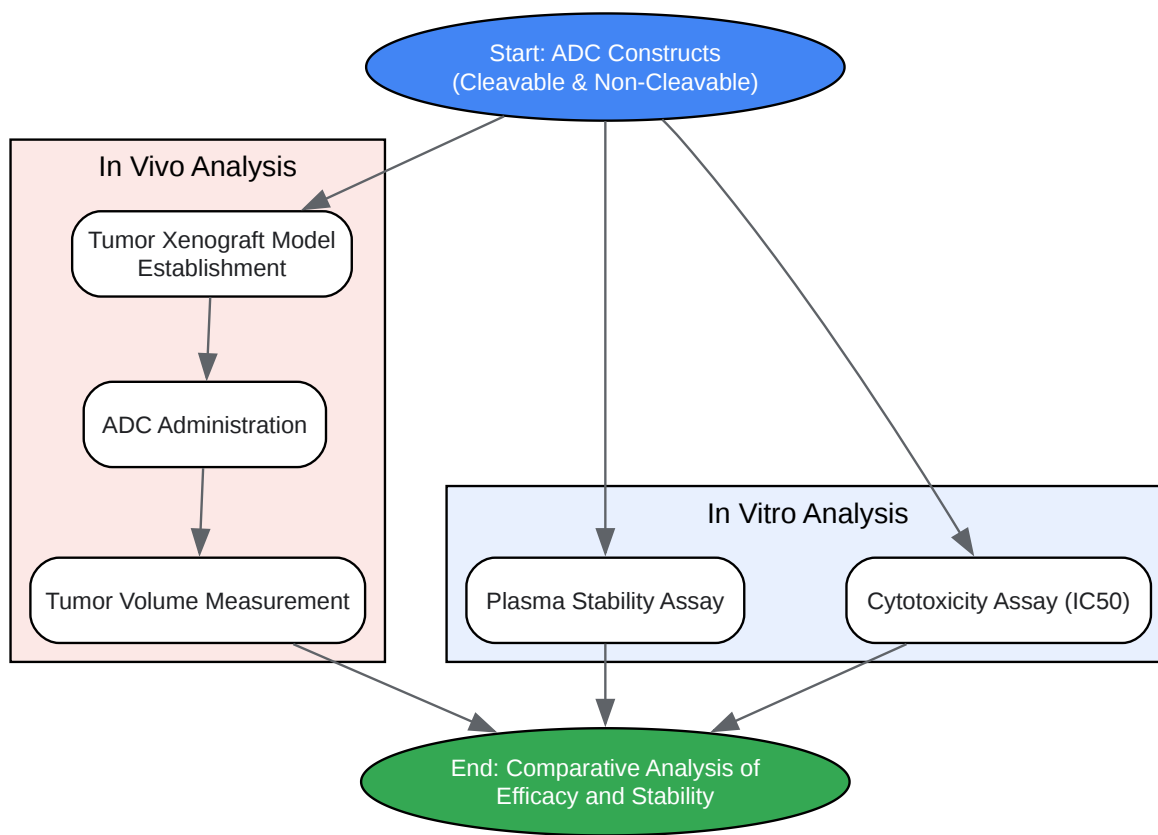 Start: ADC Constructs
(Cleavable & Non-Cleavable)
In Vivo Analysis
Tumor Xenograft Model
Establishment
ADC Administration
Tumor Volume Measurement
In Vitro Analysis
Plasma Stability Assay
Cytotoxicity Assay (IC50)
End: Comparative Analysis of
Efficacy and Stability